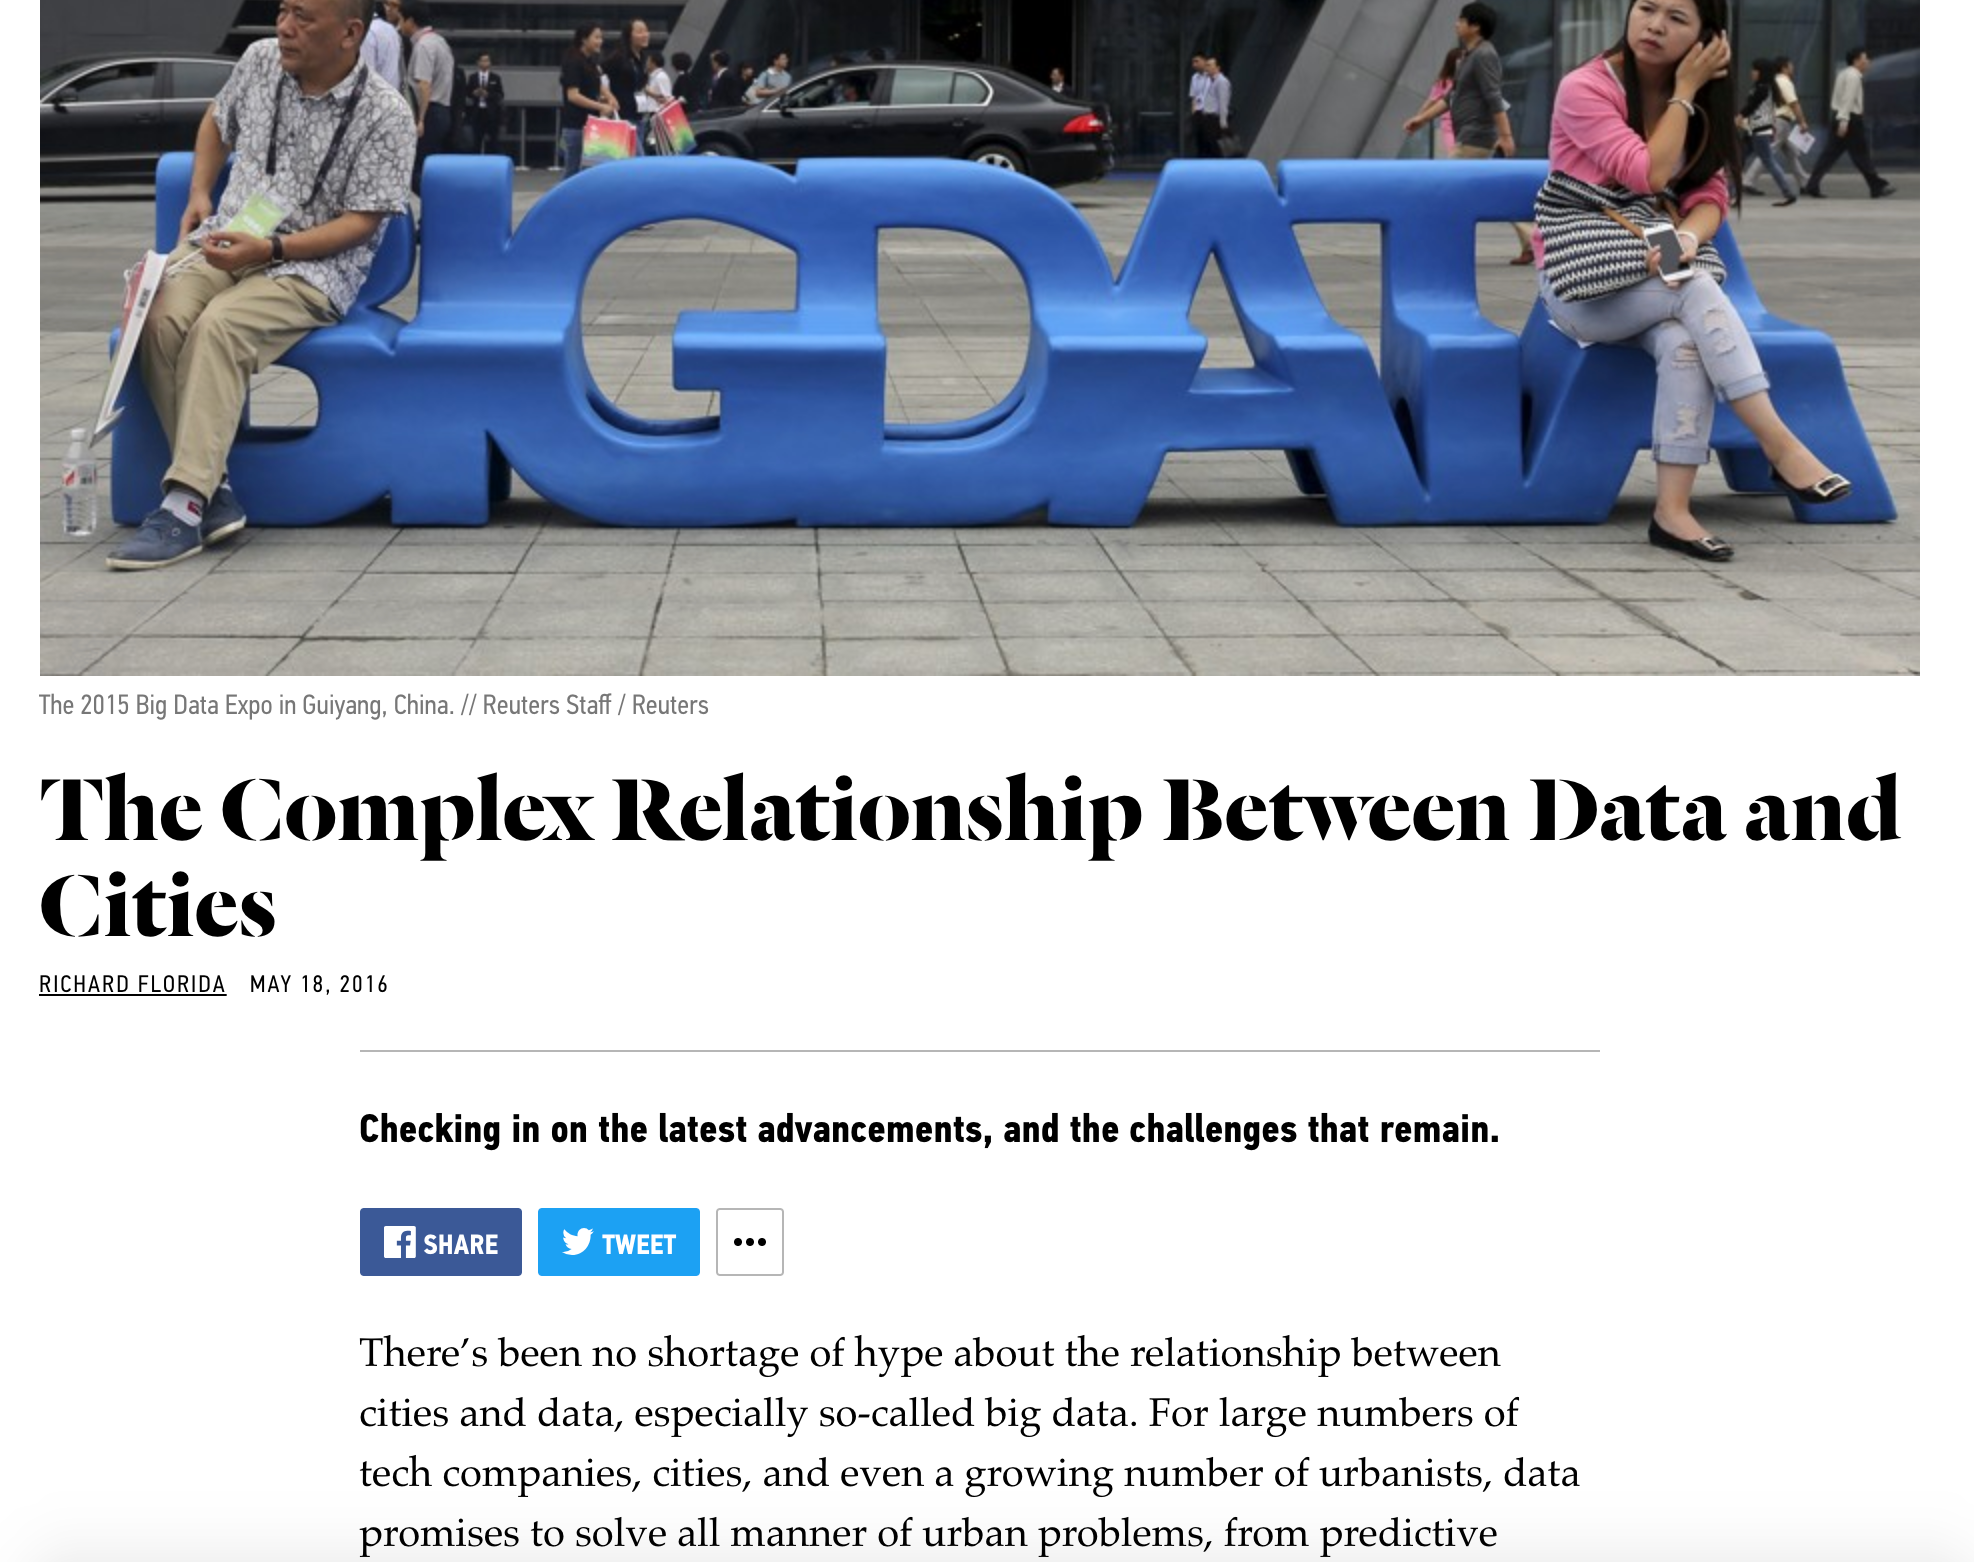 BIGDATA
The 2015 Big Data Expo in Guiyang, China. // Reuters Staff / Reuters
The Complex Relationship Between Data and
Cities
RICHARD FLORIDA MAY 18, 2016
Checking in on the latest advancements, and the challenges that remain.
SHARE TWEET •••
There’s been no shortage of hype about the relationship between
cities and data, especially so-called big data. For large numbers of
tech companies, cities, and even a growing number of urbanists, data
promises to solve all manner of urban problems, from predictive